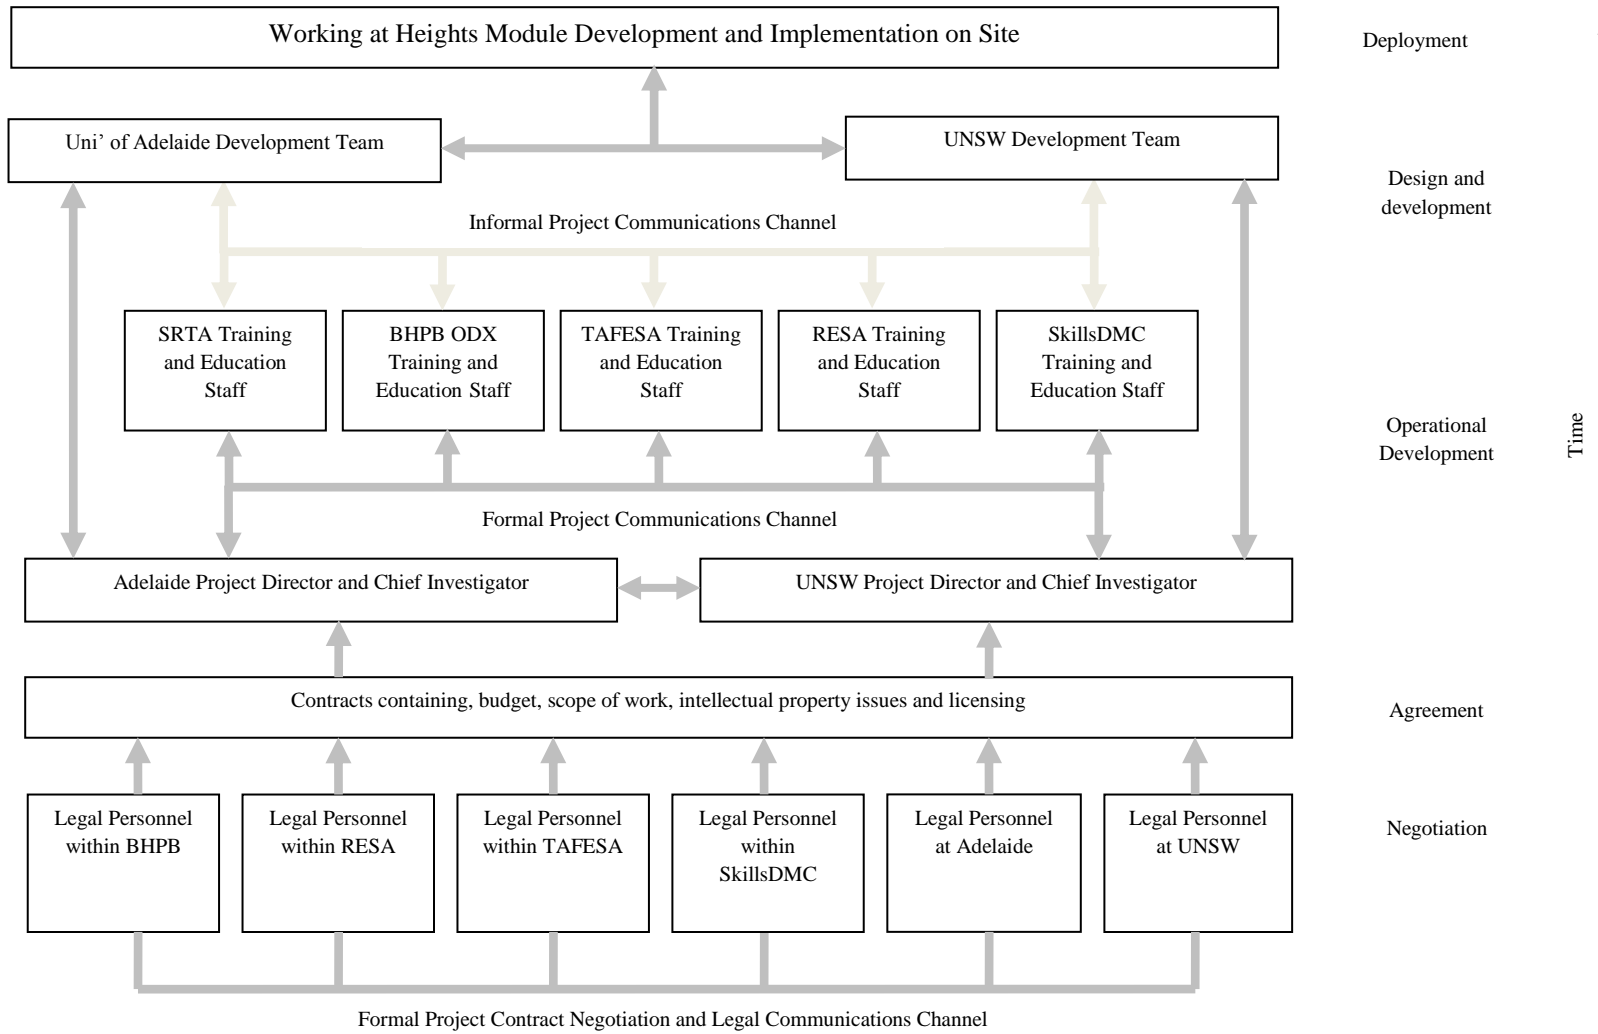 Working at Heights Module Development and Implementation on Site
Deployment
Uni’ of Adelaide Development Team
UNSW Development Team
Design and
development
Informal Project Communications Channel
SRTA Training
and Education
Staff
BHPB ODX
Training and
Education Staff
TAFESA Training
and Education
Staff
RESA Training
and Education
Staff
SkillsDMC
Training and
Education Staff
Operational
Development
Time
Formal Project Communications Channel
Adelaide Project Director and Chief Investigator
UNSW Project Director and Chief Investigator
Contracts containing, budget, scope of work, intellectual property issues and licensing
Agreement
Legal Personnel
within BHPB
Legal Personnel
within RESA
Legal Personnel
within TAFESA
Legal Personnel
within
SkillsDMC
Legal Personnel
at Adelaide
Legal Personnel
at UNSW
Negotiation
Formal Project Contract Negotiation and Legal Communications Channel